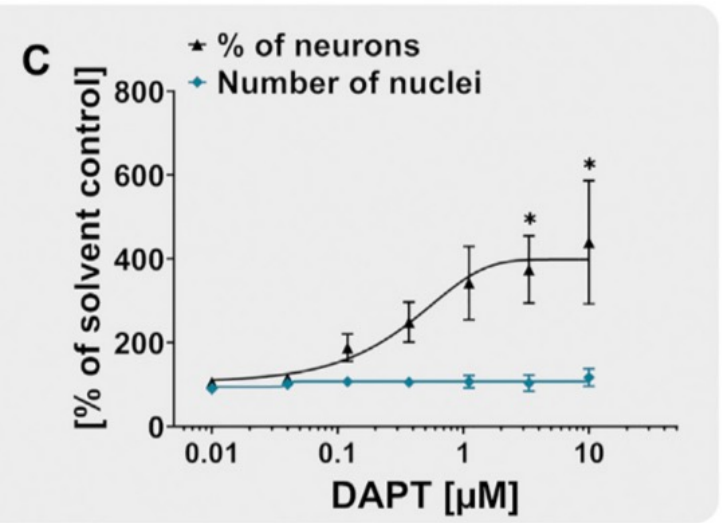 C
% of neurons
Number of nuclei
[% of solvent control]
800
600
400
200
0
*
*
0.01 0.1 1 10
DAPT [µM]